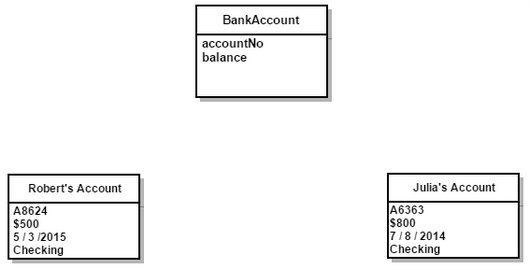 BankAccount
accountNo
balance
Robert's Account
A8624
$500
5 / 3 /2015
Checking
Julia's Account
A6363
$800
7 / 8 / 2014
Checking